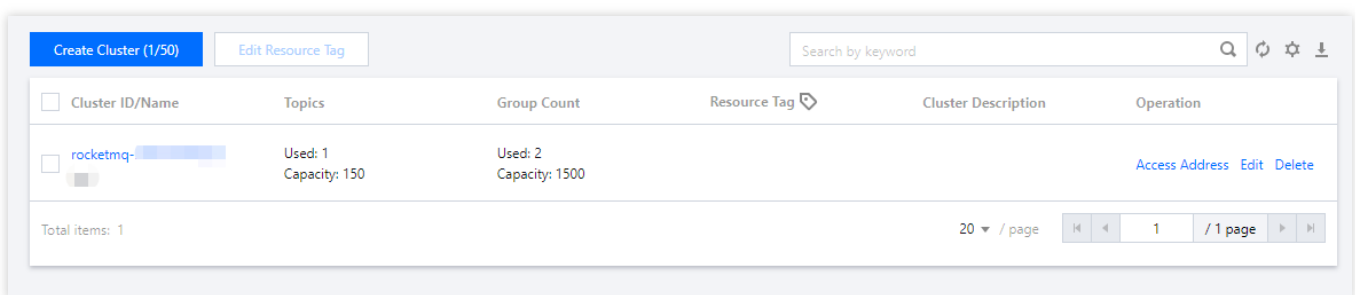 Create Cluster (1/50) Edit Resource Tag Search by keyword
Cluster ID/Name Topics Group Count Resource Tag Cluster Description Operation
rocketmq- Used: 1 Used: 2
Capacity: 150 Capacity: 1500 Access Address Edit Delete
Total items: 1 20 / page 1 / 1 page